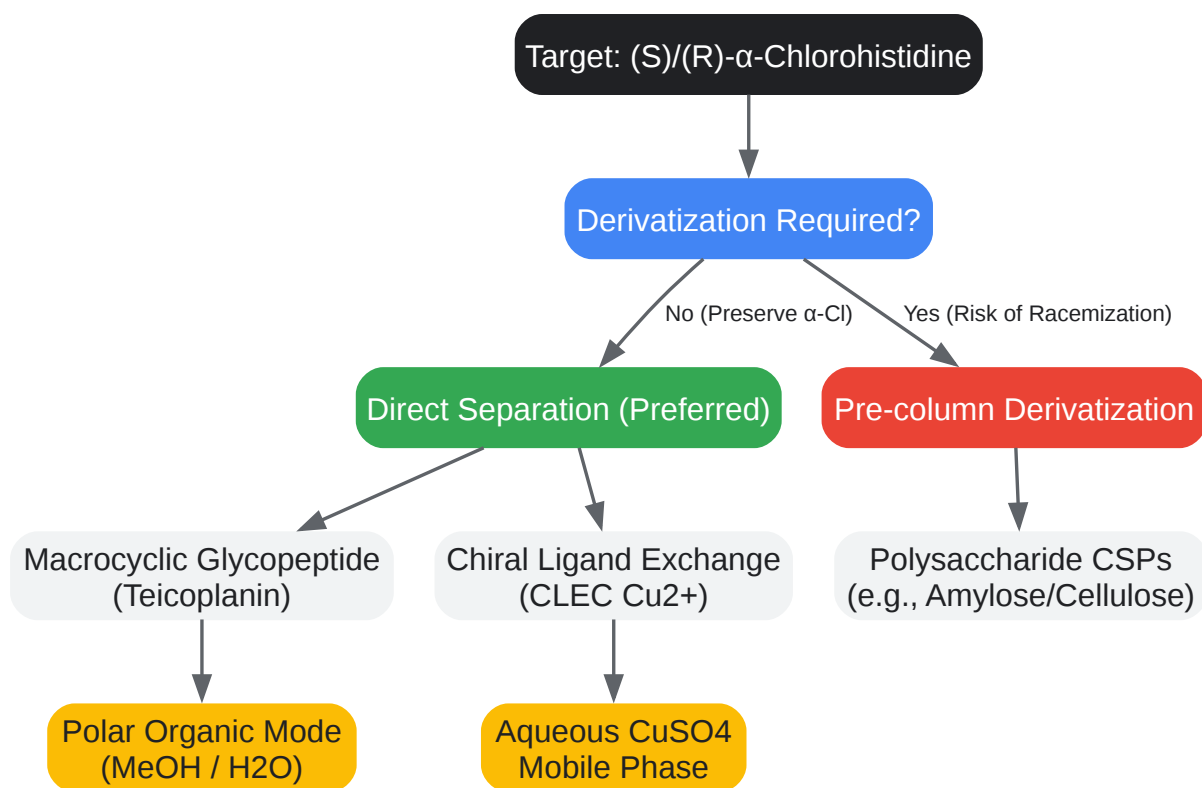 Target: (S)/(R)-α-Chlorohistidine
Derivatization Required?
No (Preserve α-Cl)
Yes (Risk of Racemization)
Direct Separation (Preferred)
Pre-column Derivatization
Macrocyclic Glycopeptide
(Teicoplanin)
Chiral Ligand Exchange
(CLEC Cu2+)
Polysaccharide CSPs
(e.g., Amylose/Cellulose)
Polar Organic Mode
(MeOH / H2O)
Aqueous CuSO4
Mobile Phase